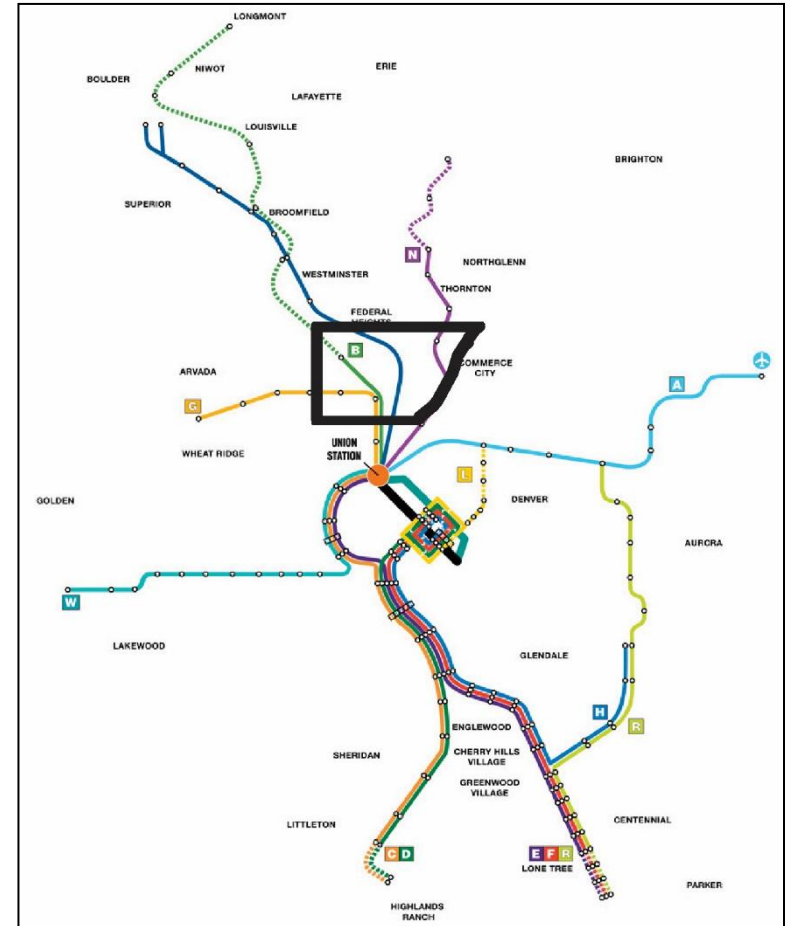 LONGMONT
NIWOT
ERIE
BOULDER
LAFAYETTE
LOUISVILLE
BRIGHTON
SUPERIOR
BROOMFIELD
N
NORTHGLENN
WESTMINSTER
THORNTON
FEDERAL
B
COMMERCE
CITY
ARVADA
A
G
UNION
STATION
WHEAT RIDGE
L
GOLDEN
DENVER
AURORA
W
LAKEWOOD
GLENDALE
H
R
ENGLEWOOD
SHERIDAN
CHERRY HILLS
VILLAGE
GREENWOOD
VILLAGE
LITTLETON
CENTENNIAL
C D
E F R
LONE TREE
PARKER
HIGHLANDS
RANCH